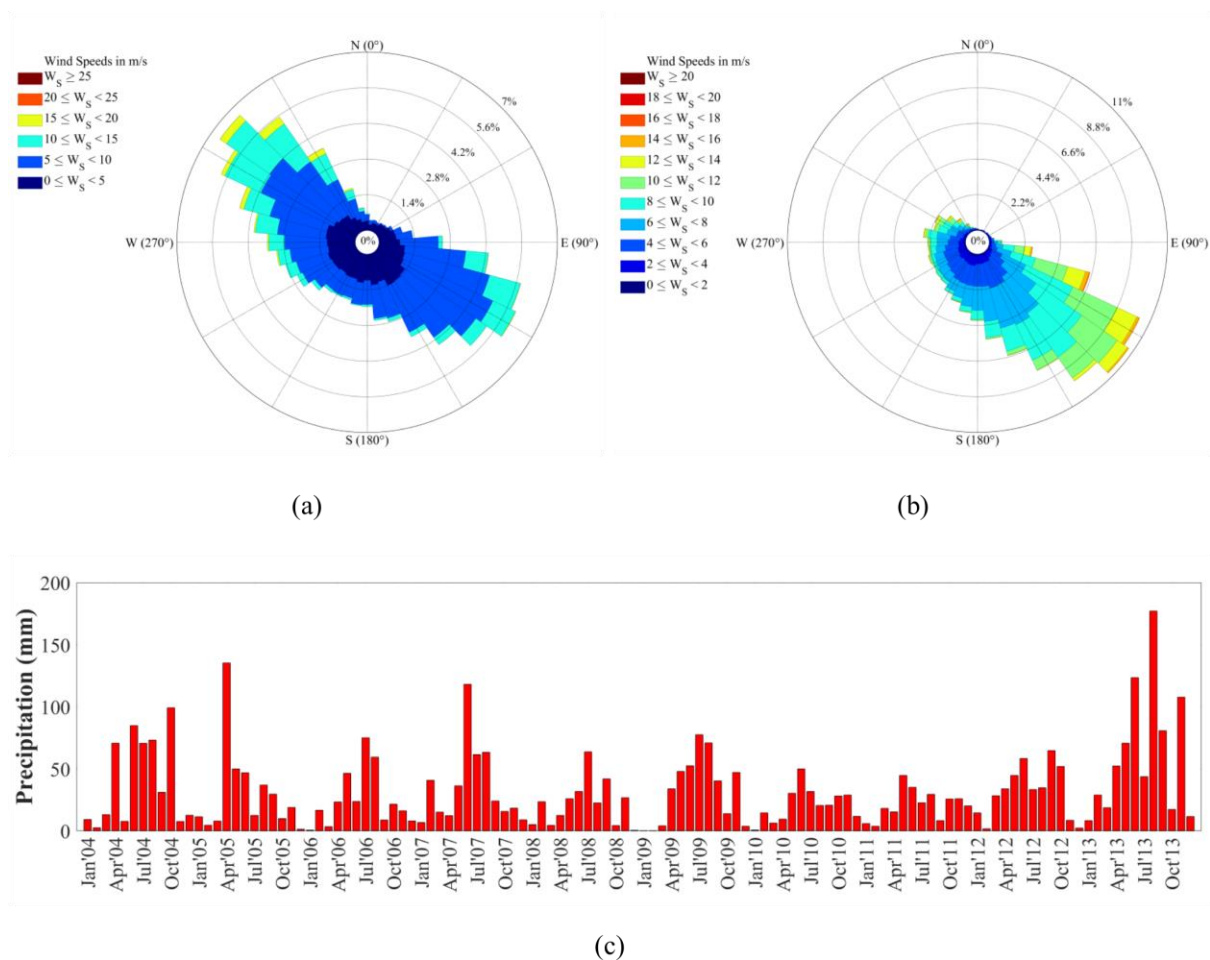 N (0°)
Wind Speeds in m/s
W_S ≥ 25
20 ≤ W_S < 25
15 ≤ W_S < 20
10 ≤ W_S < 15
5 ≤ W_S < 10
0 ≤ W_S < 5
7%
5.6%
4.2%
2.8%
1.4%
0%
W (270°)
E (90°)
S (180°)
(a)
N (0°)
Wind Speeds in m/s
W_S ≥ 20
18 ≤ W_S < 20
16 ≤ W_S < 18
14 ≤ W_S < 16
12 ≤ W_S < 14
10 ≤ W_S < 12
8 ≤ W_S < 10
6 ≤ W_S < 8
4 ≤ W_S < 6
2 ≤ W_S < 4
0 ≤ W_S < 2
11%
8.8%
6.6%
4.4%
2.2%
0%
W (270°)
E (90°)
S (180°)
(b)
Precipitation (mm)
200
150
100
50
0
Jan'04
Apr'04
Jul'04
Oct'04
Jan'05
Apr'05
Jul'05
Oct'05
Jan'06
Apr'06
Jul'06
Oct'06
Jan'07
Apr'07
Jul'07
Oct'07
Jan'08
Apr'08
Jul'08
Oct'08
Jan'09
Apr'09
Jul'09
Oct'09
Jan'10
Apr'10
Jul'10
Oct'10
Jan'11
Apr'11
Jul'11
Oct'11
Jan'12
Apr'12
Jul'12
Oct'12
Jan'13
Apr'13
Jul'13
Oct'13
(c)